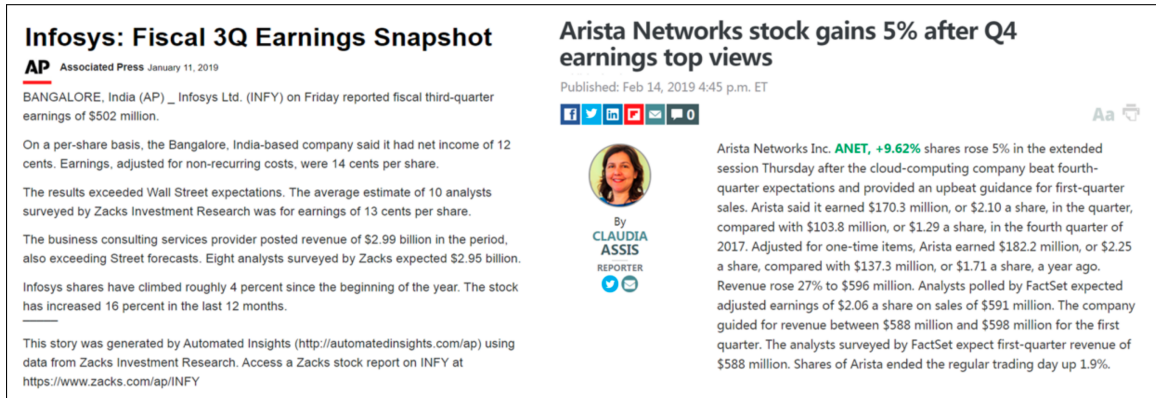 Infosys: Fiscal 3Q Earnings Snapshot
AP Associated Press January 11, 2019
BANGALORE, India (AP) _ Infosys Ltd. (INFY) on Friday reported fiscal third-quarter
earnings of $502 million.
On a per-share basis, the Bangalore, India-based company said it had net income of 12
cents. Earnings, adjusted for non-recurring costs, were 14 cents per share.
The results exceeded Wall Street expectations. The average estimate of 10 analysts
surveyed by Zacks Investment Research was for earnings of 13 cents per share.
The business consulting services provider posted revenue of $2.99 billion in the period,
also exceeding Street forecasts. Eight analysts surveyed by Zacks expected $2.95 billion.
Infosys shares have climbed roughly 4 percent since the beginning of the year. The stock
has increased 16 percent in the last 12 months.
This story was generated by Automated Insights (http://automatedinsights.com/ap) using
data from Zacks Investment Research. Access a Zacks stock report on INFY at
https://www.zacks.com/ap/INFY
Arista Networks stock gains 5% after Q4
earnings top views
Published: Feb 14, 2019 4:45 p.m. ET
0
Aa
By
CLAUDIA
ASSIS
REPORTER
Arista Networks Inc. ANET, +9.62% shares rose 5% in the extended
session Thursday after the cloud-computing company beat fourth-
quarter expectations and provided an upbeat guidance for first-quarter
sales. Arista said it earned $170.3 million, or $2.10 a share, in the quarter,
compared with $103.8 million, or $1.29 a share, in the fourth quarter of
2017. Adjusted for one-time items, Arista earned $182.2 million, or $2.25
a share, compared with $137.3 million, or $1.71 a share, a year ago.
Revenue rose 27% to $596 million. Analysts polled by FactSet expected
adjusted earnings of $2.06 a share on sales of $591 million. The company
guided for revenue between $588 million and $598 million for the first
quarter. The analysts surveyed by FactSet expect first-quarter revenue of
$588 million. Shares of Arista ended the regular trading day up 1.9%.